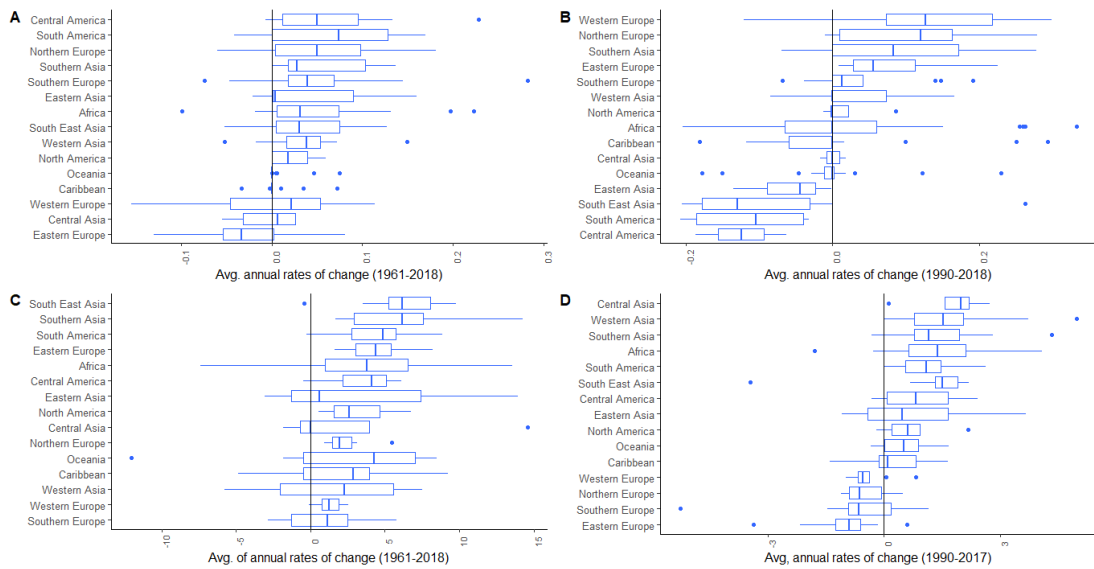 A
Central America
South America
Northern Europe
Southern Asia
Southern Europe
Eastern Asia
Africa
South East Asia
Western Asia
North America
Oceania
Caribbean
Western Europe
Central Asia
Eastern Europe
-0.1
0.0
0.1
0.2
0.3
Avg. annual rates of change (1961-2018)
B
Western Europe
Northern Europe
Southern Asia
Eastern Europe
Southern Europe
Western Asia
North America
Africa
Caribbean
Central Asia
Oceania
Eastern Asia
South East Asia
South America
Central America
-0.2
0.0
0.2
Avg. annual rates of change (1990-2018)
C
South East Asia
Southern Asia
South America
Eastern Europe
Africa
Central America
Eastern Asia
North America
Central Asia
Northern Europe
Oceania
Caribbean
Western Asia
Western Europe
Southern Europe
-10
-5
0
5
10
15
Avg. of annual rates of change (1961-2018)
D
Central Asia
Western Asia
Southern Asia
Africa
South America
South East Asia
Central America
Eastern Asia
North America
Oceania
Caribbean
Western Europe
Northern Europe
Southern Europe
Eastern Europe
-3
0
3
Avg, annual rates of change (1990-2017)